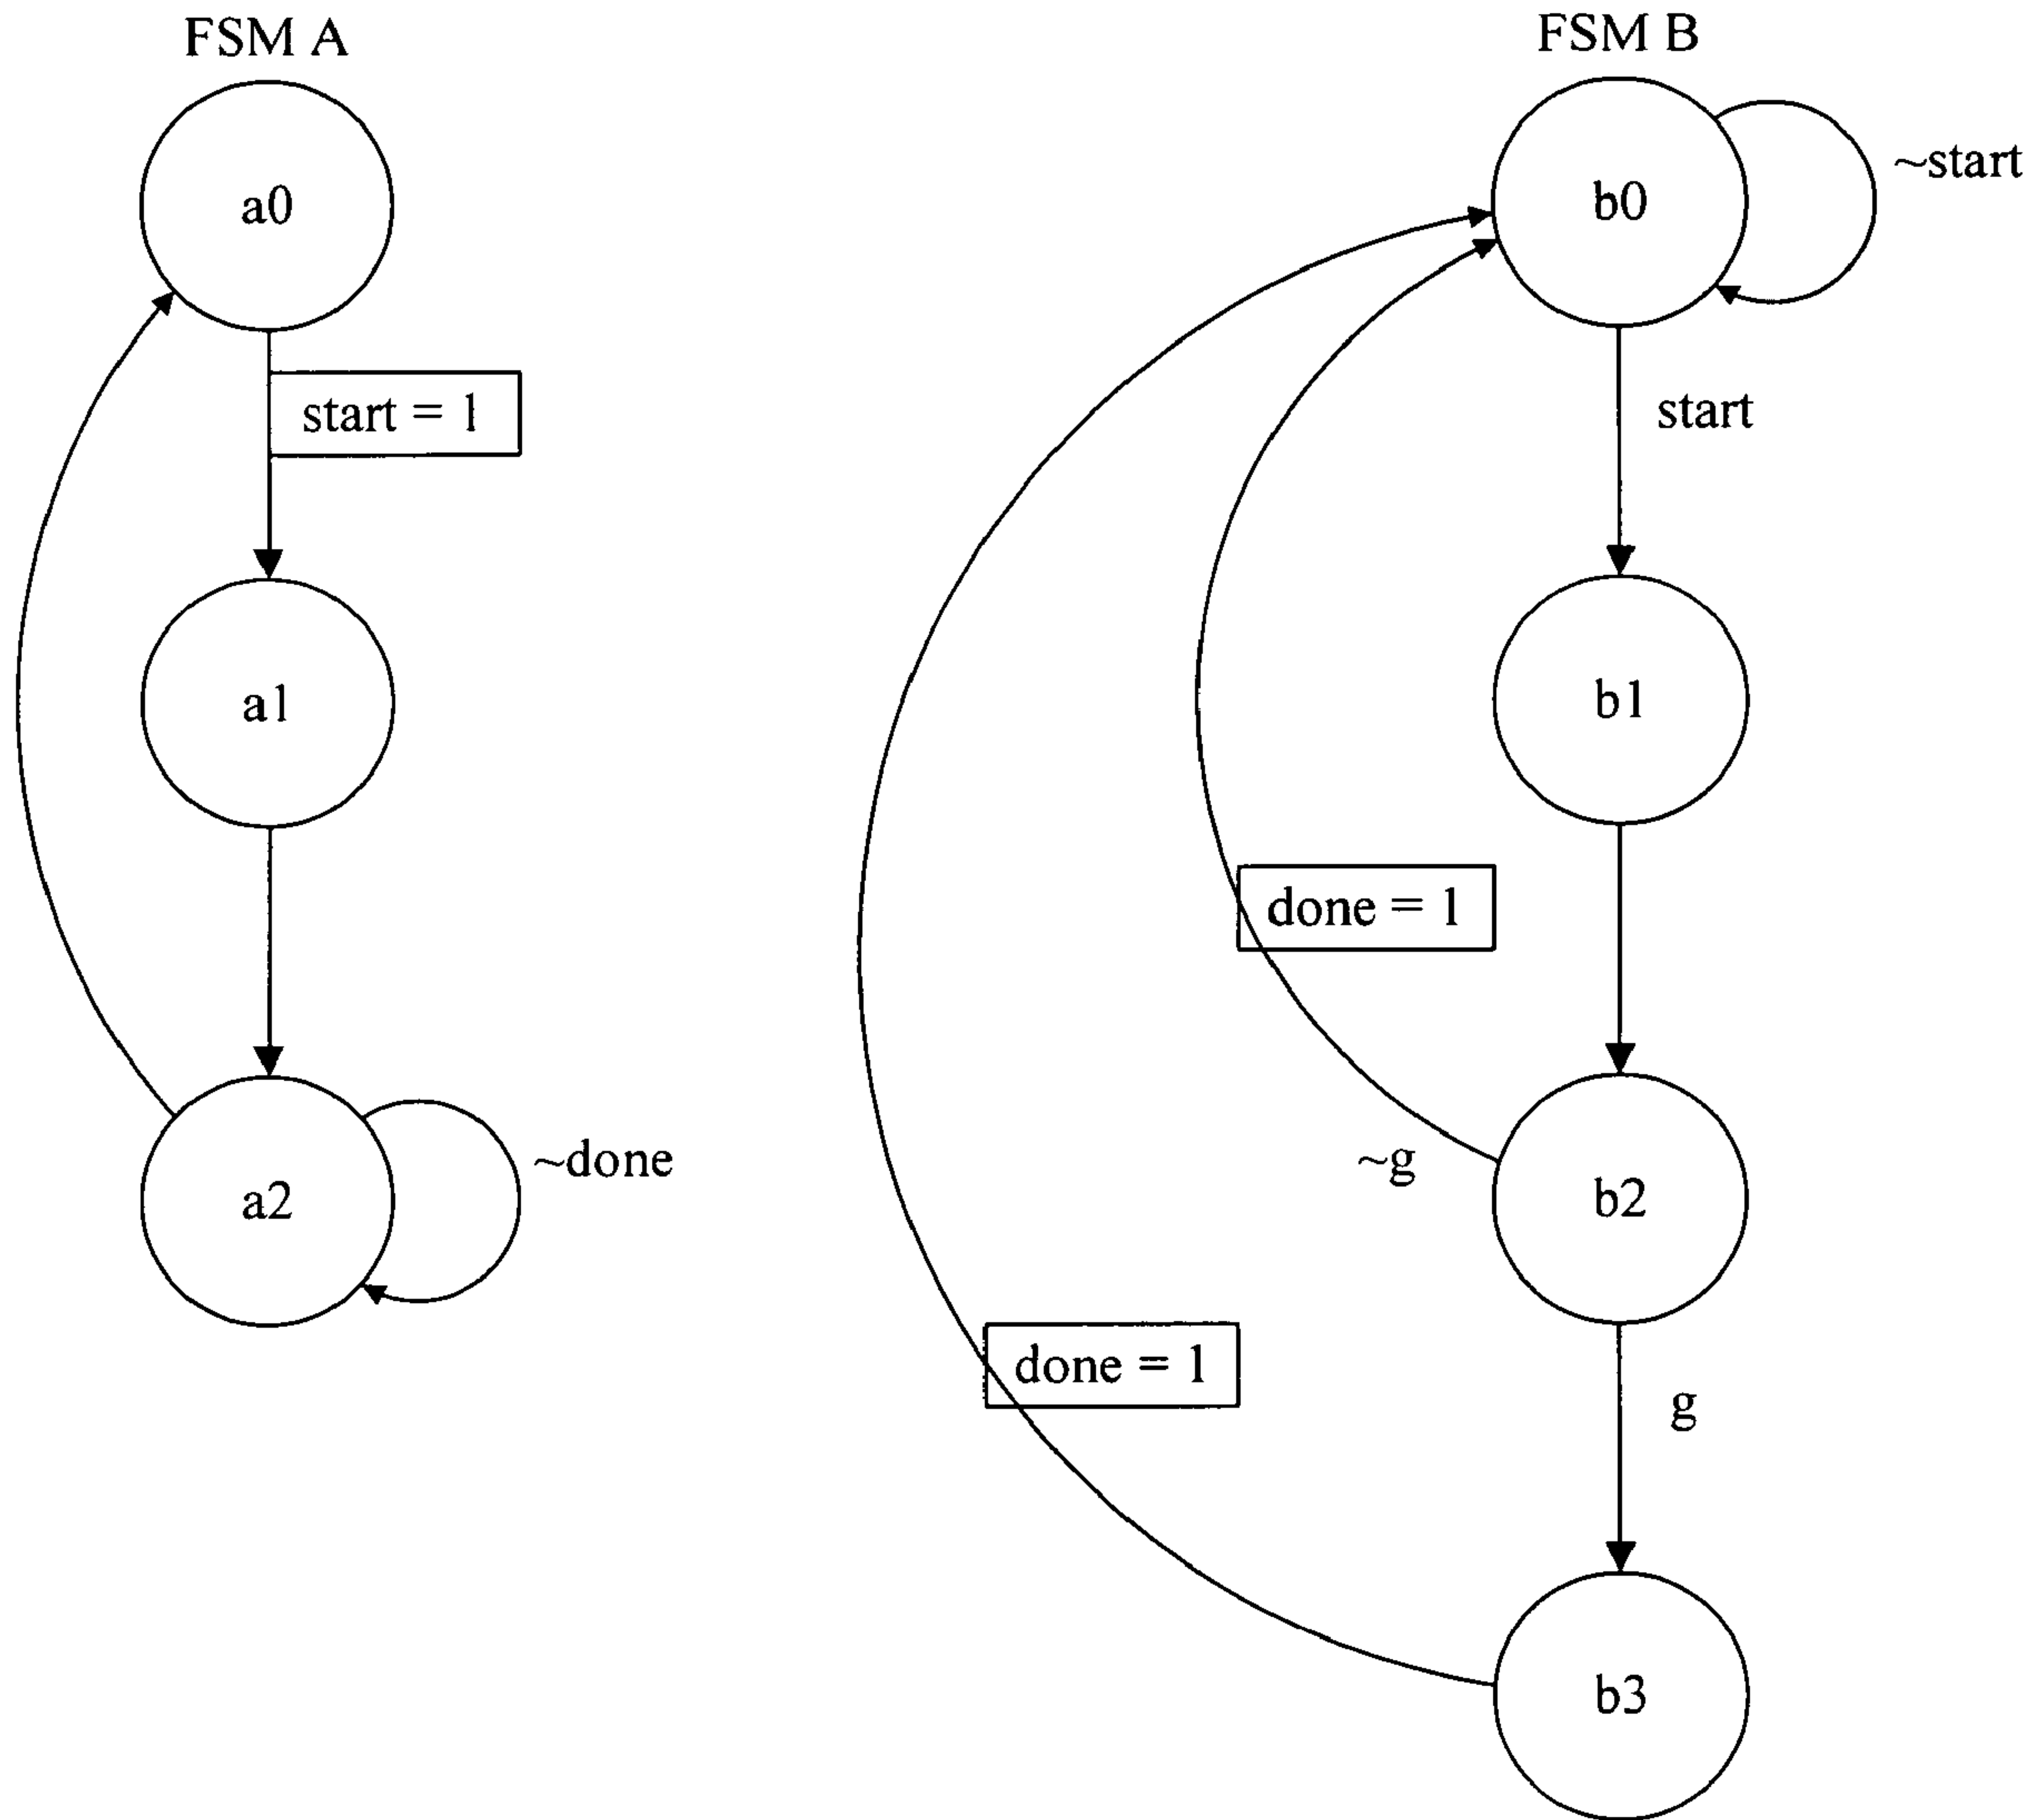 FSM A
a0
start = 1
a1
a2
~done
FSM B
b0
~start
start
b1
done = 1
~g
b2
done = 1
g
b3